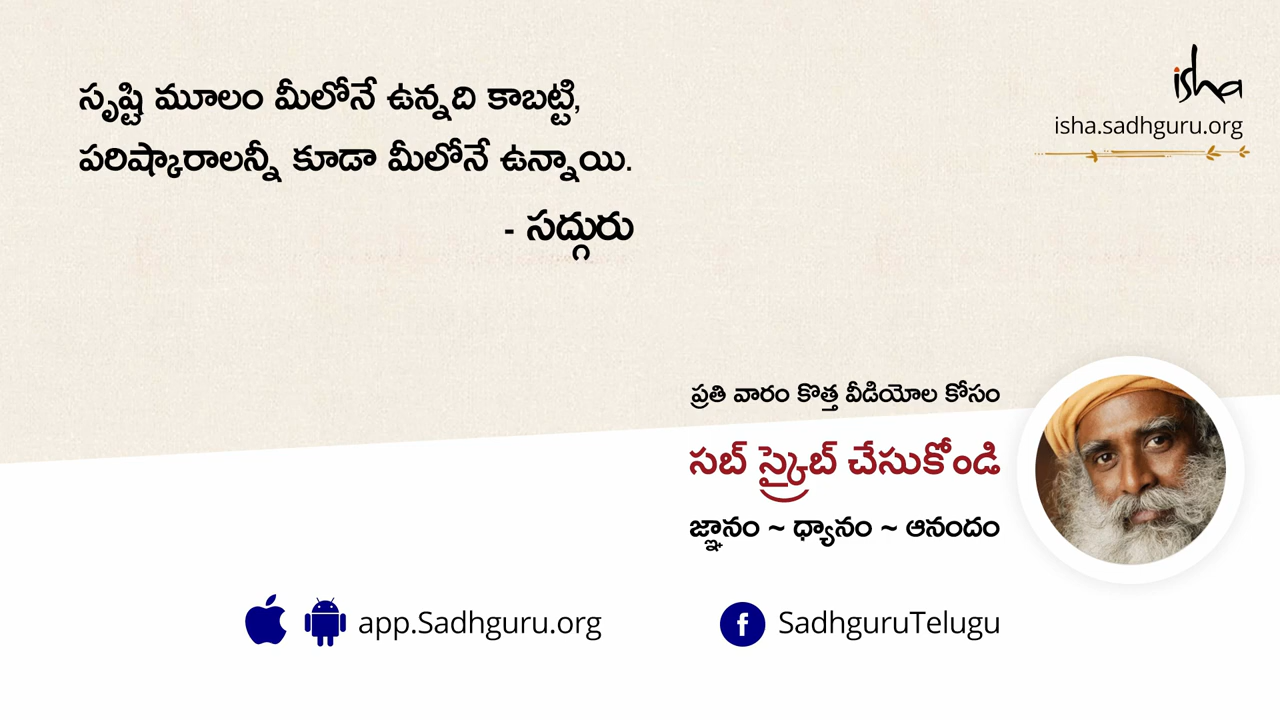 సృష్టి మూలం మీలోనే ఉన్నది కాబట్టి,
పరిష్కారాలన్నీ కూడా మీలోనే ఉన్నాయి.
- సద్గురు
isha
isha.sadhguru.org
ప్రతి వారం కొత్త వీడియోల కోసం
సబ్ స్క్రైబ్ చేసుకోండి
జ్ఞానం ~ ధ్యానం ~ ఆనందం
app.Sadhguru.org
f SadhguruTelugu